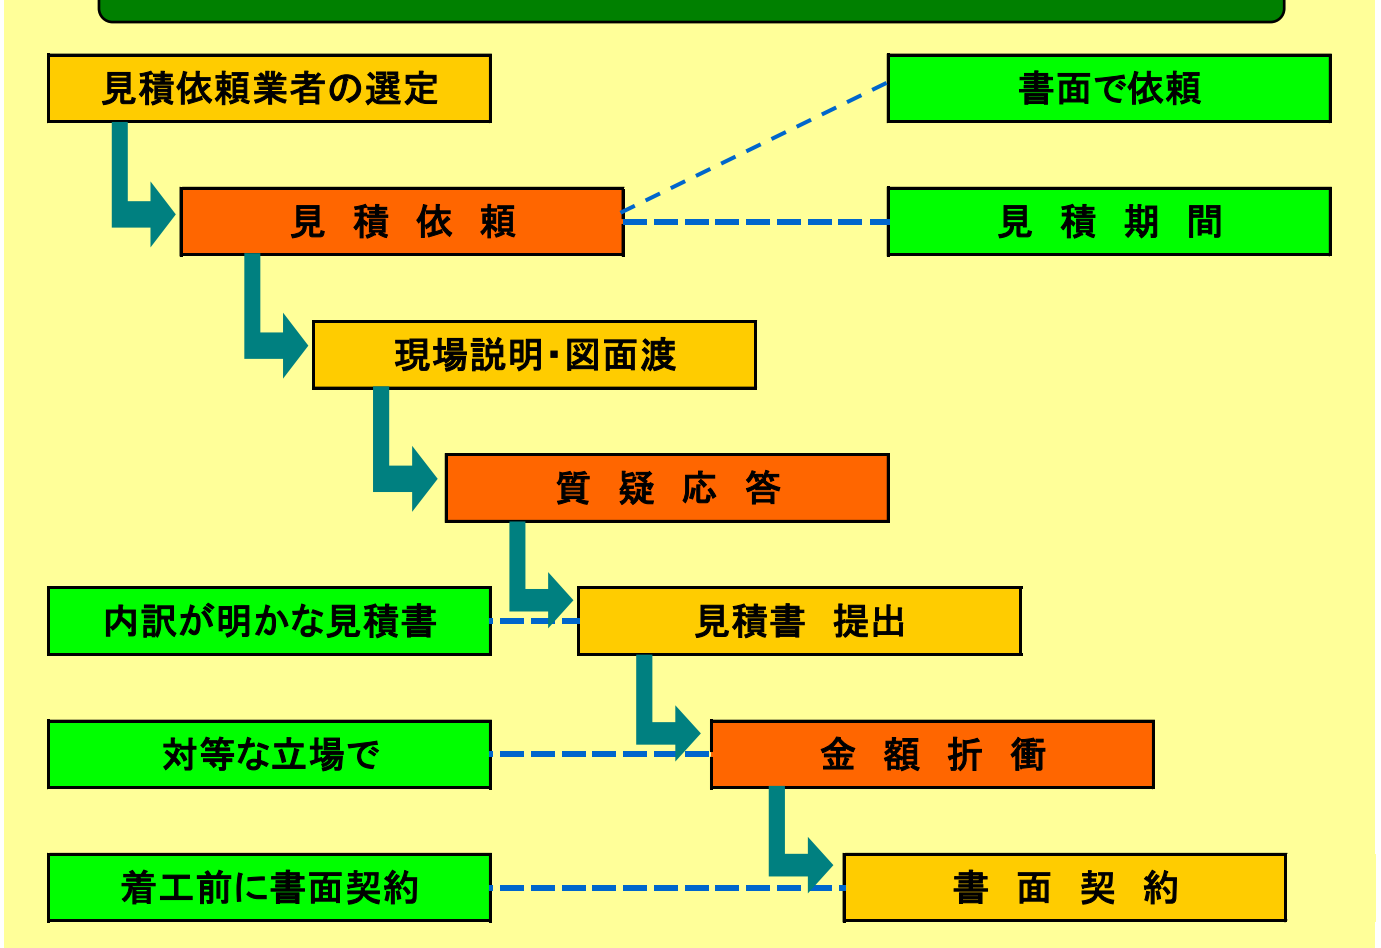 見積依頼業者の選定
書面で依頼
見積依頼
見積期間
現場説明・図面渡
質疑応答
内訳が明かな見積書
見積書 提出
対等な立場で
金額折衝
着工前に書面契約
書面契約